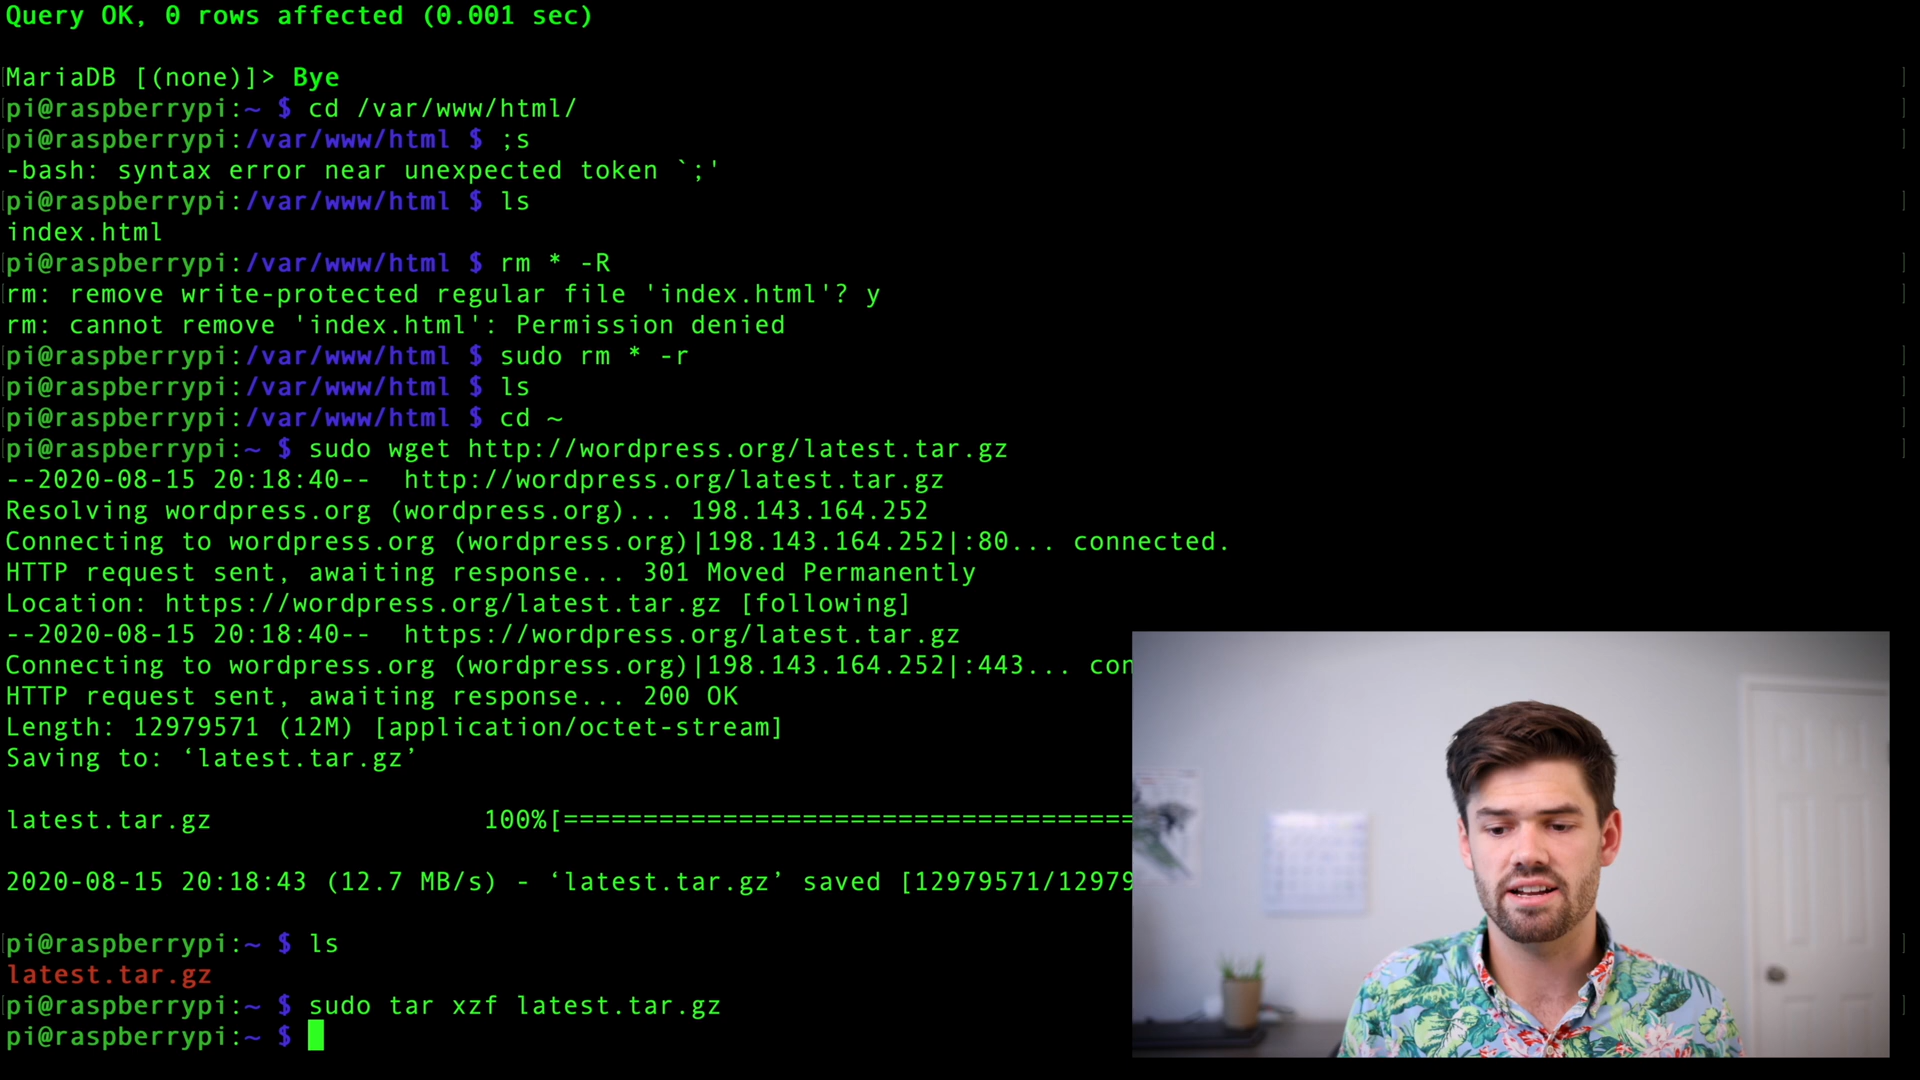 Query OK, 0 rows affected (0.001 sec)
MariaDB [(none)]> Bye
pi@raspberrypi:~ $ cd /var/www/html/
pi@raspberrypi:/var/www/html $ ;s
-bash: syntax error near unexpected token `;'
pi@raspberrypi:/var/www/html $ ls
index.html
pi@raspberrypi:/var/www/html $ rm * -R
rm: remove write-protected regular file 'index.html'? y
rm: cannot remove 'index.html': Permission denied
pi@raspberrypi:/var/www/html $ sudo rm * -r
pi@raspberrypi:/var/www/html $ ls
pi@raspberrypi:/var/www/html $ cd ~
pi@raspberrypi:~ $ sudo wget http://wordpress.org/latest.tar.gz
--2020-08-15 20:18:40--  http://wordpress.org/latest.tar.gz
Resolving wordpress.org (wordpress.org)... 198.143.164.252
Connecting to wordpress.org (wordpress.org)|198.143.164.252|:80... connected.
HTTP request sent, awaiting response... 301 Moved Permanently
Location: https://wordpress.org/latest.tar.gz [following]
--2020-08-15 20:18:40--  https://wordpress.org/latest.tar.gz
Connecting to wordpress.org (wordpress.org)|198.143.164.252|:443... con
HTTP request sent, awaiting response... 200 OK
Length: 12979571 (12M) [application/octet-stream]
Saving to: ‘latest.tar.gz’
latest.tar.gz 100%[====================================
2020-08-15 20:18:43 (12.7 MB/s) - ‘latest.tar.gz’ saved [12979571/12979
pi@raspberrypi:~ $ ls
latest.tar.gz
pi@raspberrypi:~ $ sudo tar xzf latest.tar.gz
pi@raspberrypi:~ $